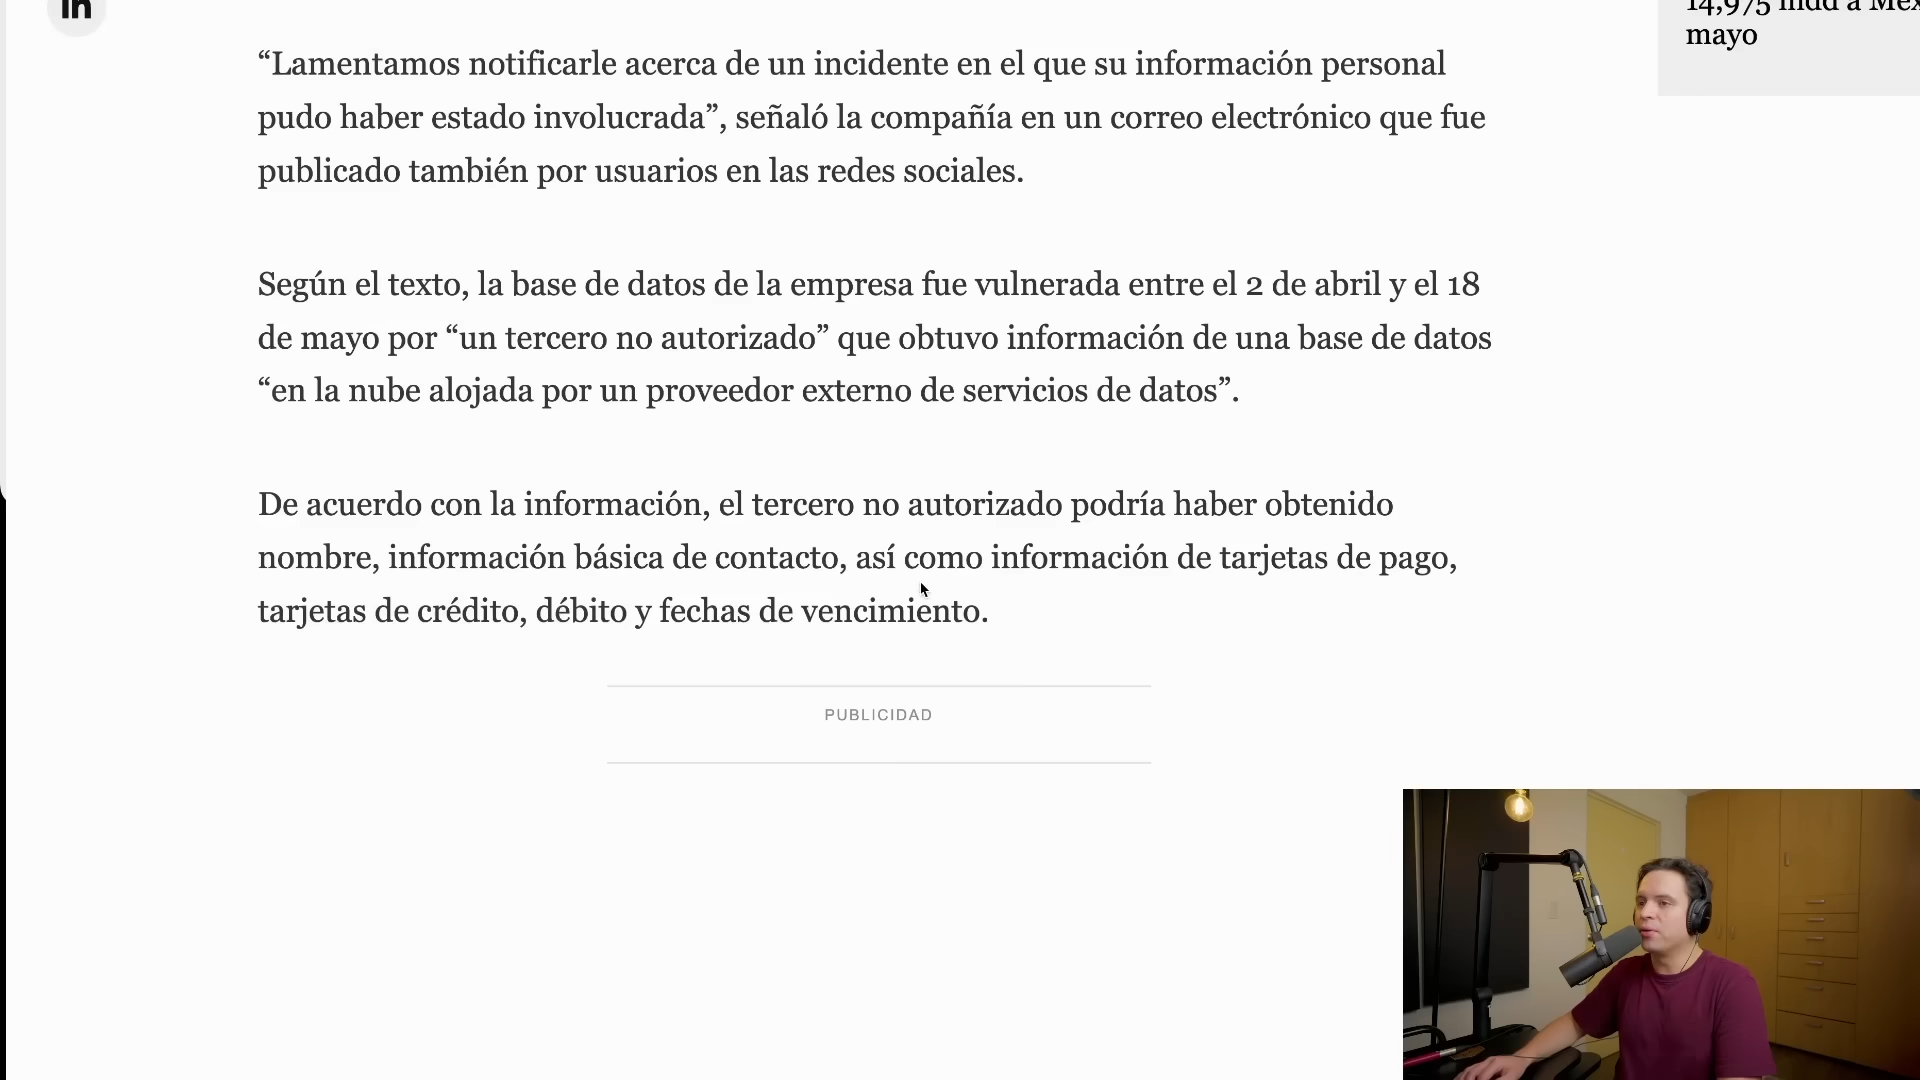 in
14,975 mdd a Méx
mayo
“Lamentamos notificarle acerca de un incidente en el que su información personal
pudo haber estado involucrada”, señaló la compañía en un correo electrónico que fue
publicado también por usuarios en las redes sociales.
Según el texto, la base de datos de la empresa fue vulnerada entre el 2 de abril y el 18
de mayo por “un tercero no autorizado” que obtuvo información de una base de datos
“en la nube alojada por un proveedor externo de servicios de datos”.
De acuerdo con la información, el tercero no autorizado podría haber obtenido
nombre, información básica de contacto, así como información de tarjetas de pago,
tarjetas de crédito, débito y fechas de vencimiento.
PUBLICIDAD